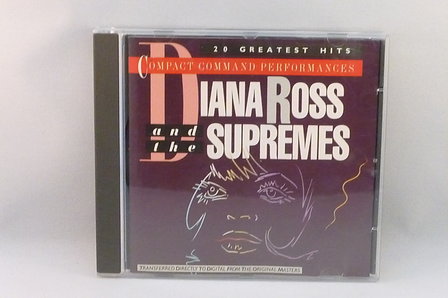 20 GREATEST HITS
COMPACT COMMAND PERFORMANCES
DIANA ROSS
and the SUPREMES
TRANSFERRED DIRECTLY TO DIGITAL FROM THE ORIGINAL MASTERS